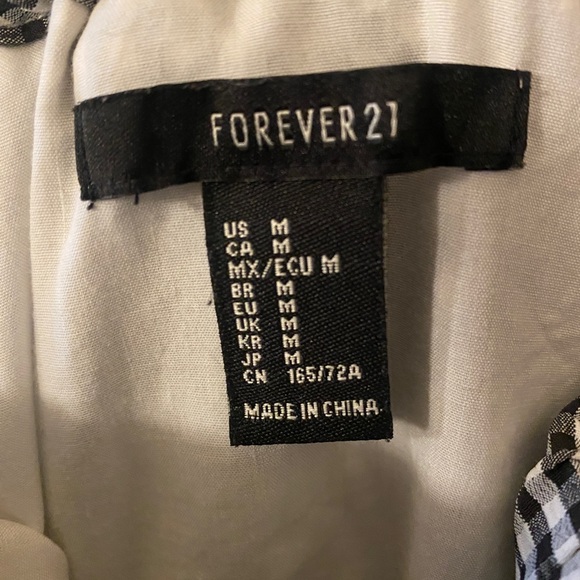 FOREVER 21
US M
CA M
MX/ECU M
BR M
EU M
UK M
KR M
JP M
CN 165/72A
MADE IN CHINA